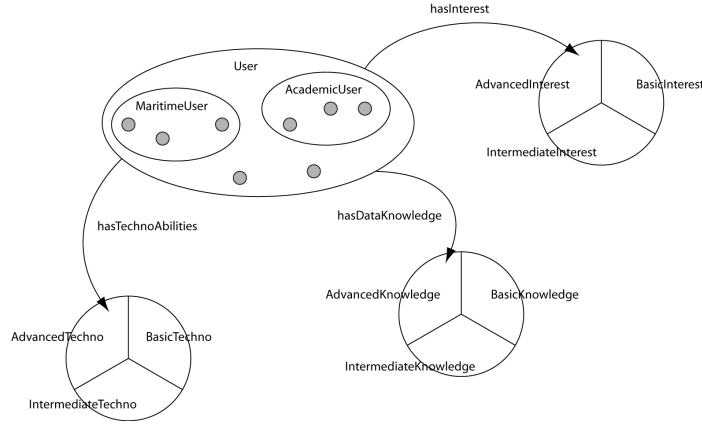 hasInterest
User
AcademicUser
MaritimeUser
AdvancedInterest
BasicInterest
IntermediateInterest
hasTechnoAbilities
hasDataKnowledge
AdvancedKnowledge
BasicKnowledge
IntermediateKnowledge
AdvancedTechno
BasicTechno
IntermediateTechno